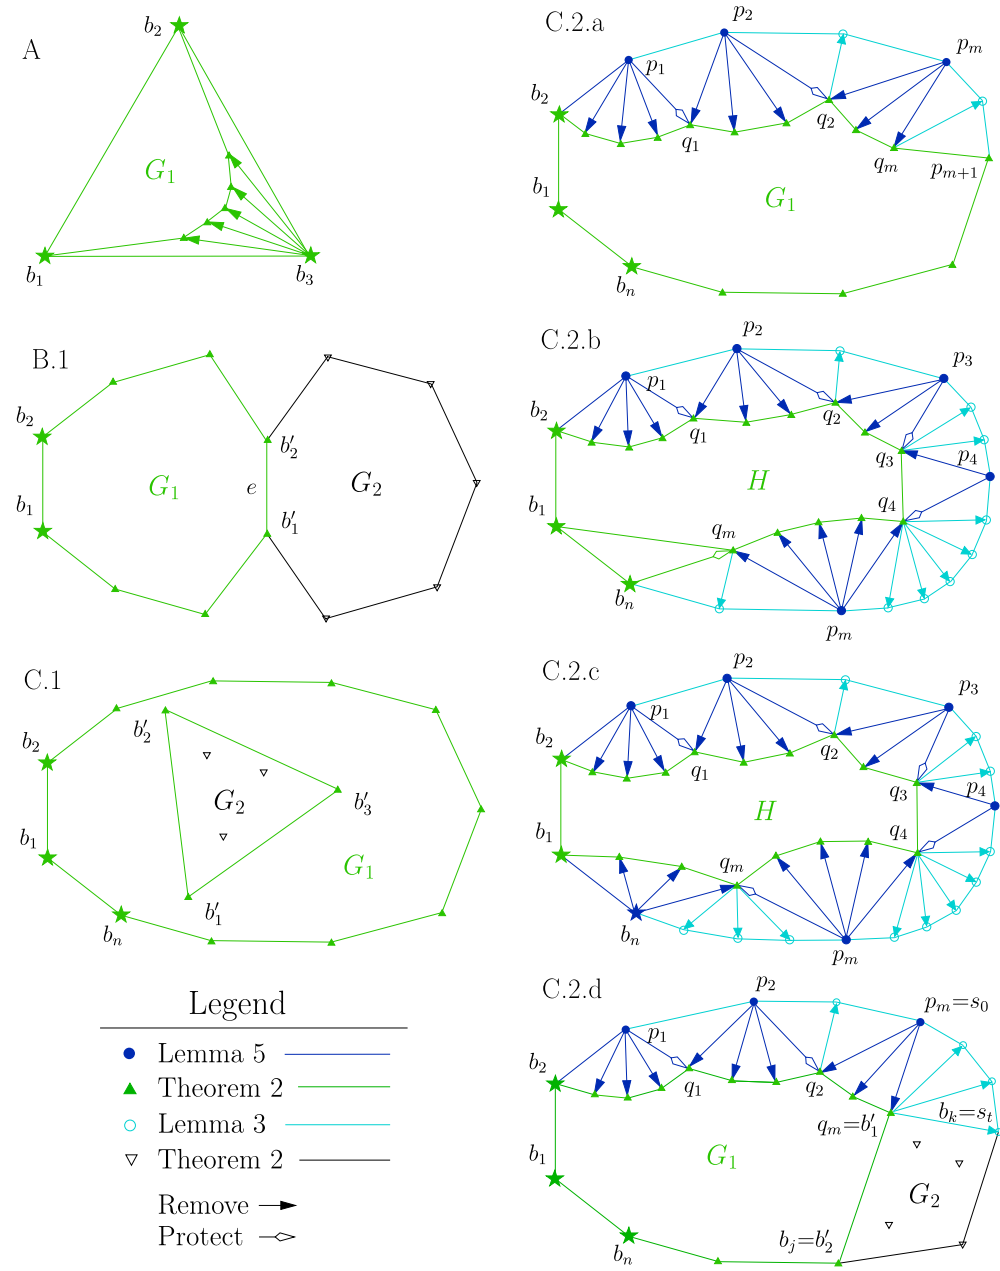 A
b₂
G₁
b₁
b₃
B.1
b₂
b₁
G₁
e
b′₂
b′₁
G₂
C.1
b₂
b₁
bₙ
b′₂
G₂
b′₃
b′₁
G₁
Legend
Lemma 5
Theorem 2
Lemma 3
Theorem 2
Remove
Protect
C.2.a
p₂
pₘ
p₁
b₂
q₁
q₂
qₘ
pₘ₊₁
b₁
G₁
bₙ
C.2.b
p₂
p₃
p₁
b₂
q₁
q₂
q₃
p₄
H
q₄
b₁
qₘ
bₙ
pₘ
C.2.c
p₂
p₃
p₁
b₂
q₁
q₂
q₃
p₄
H
q₄
b₁
qₘ
bₙ
pₘ
C.2.d
p₂
pₘ=s₀
p₁
b₂
q₁
q₂
qₘ=b′₁
bₖ=sₜ
b₁
G₁
G₂
bⱼ=b′₂
bₙ